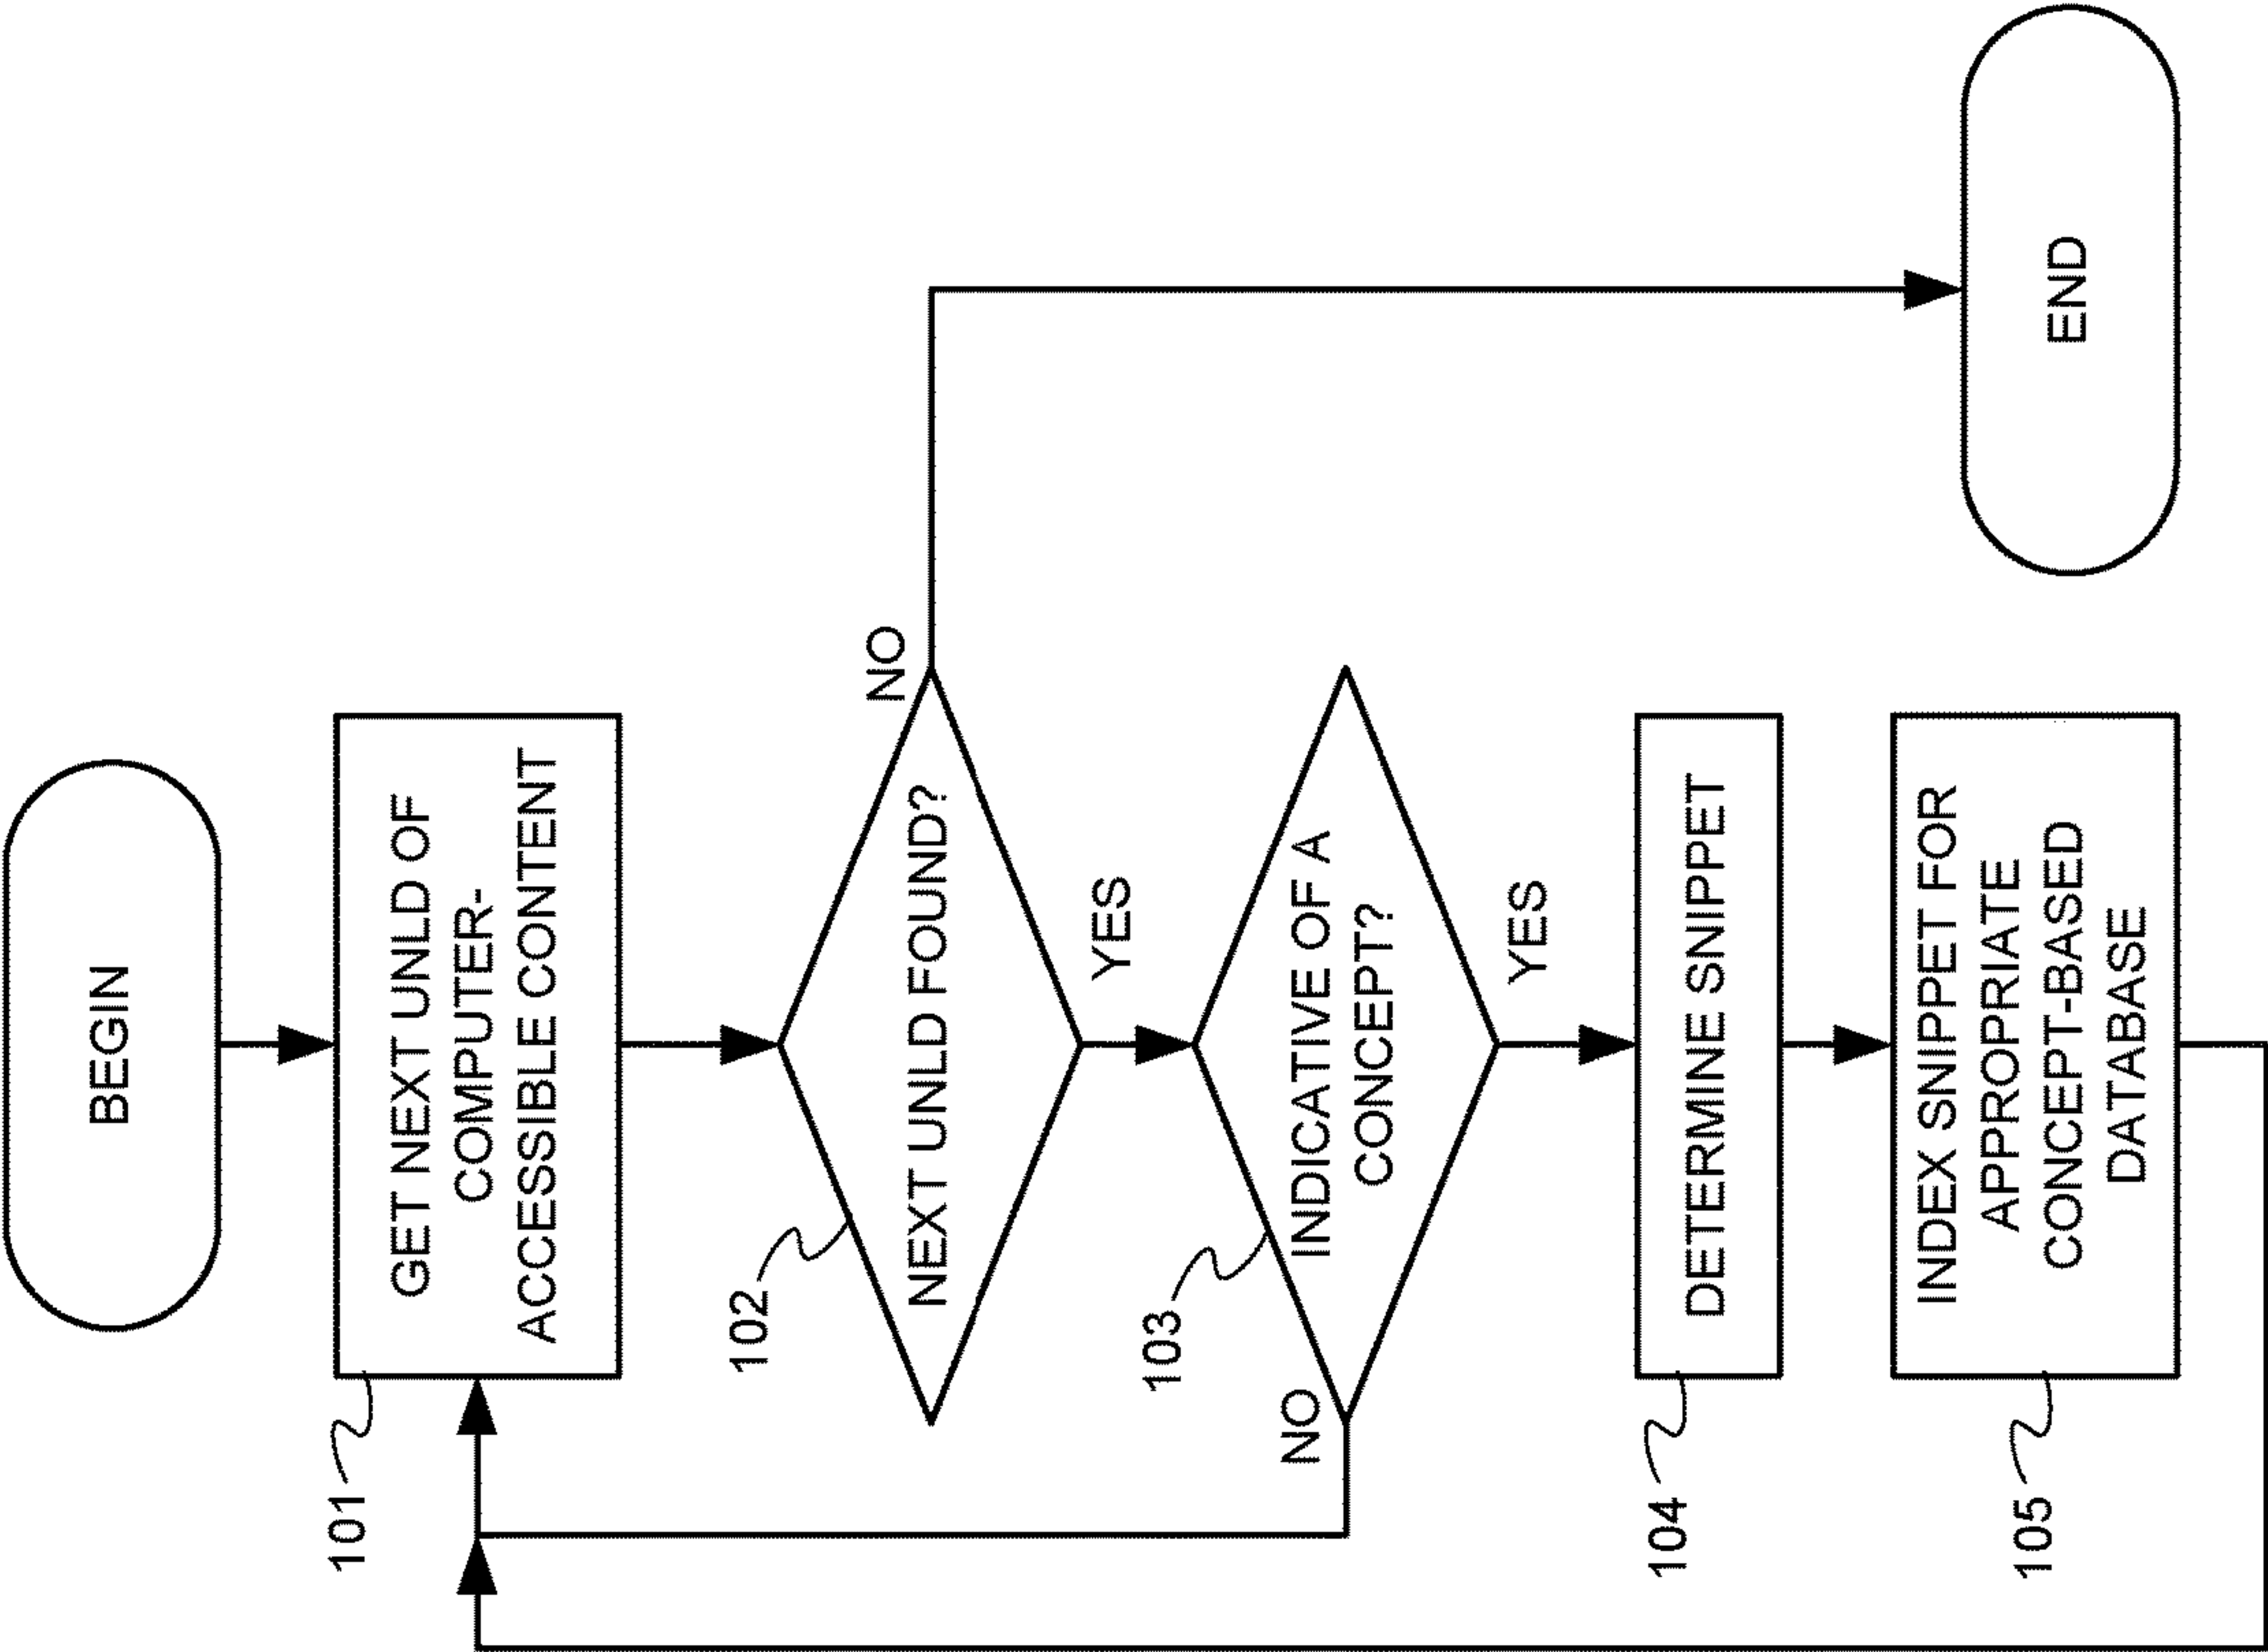 BEGIN
101
GET NEXT UNLD OF
COMPUTER-
ACCESSIBLE CONTENT
102
NEXT UNLD FOUND?
NO
YES
103
INDICATIVE OF A
CONCEPT?
NO
YES
104
DETERMINE SNIPPET
105
INDEX SNIPPET FOR
APPROPRIATE
CONCEPT-BASED
DATABASE
END